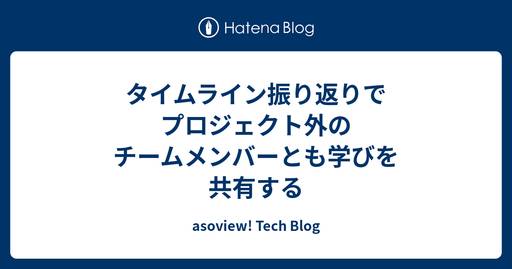 Hatena Blog
タイムライン振り返りで
プロジェクト外の
チームメンバーとも学びを
共有する
asoview! Tech Blog